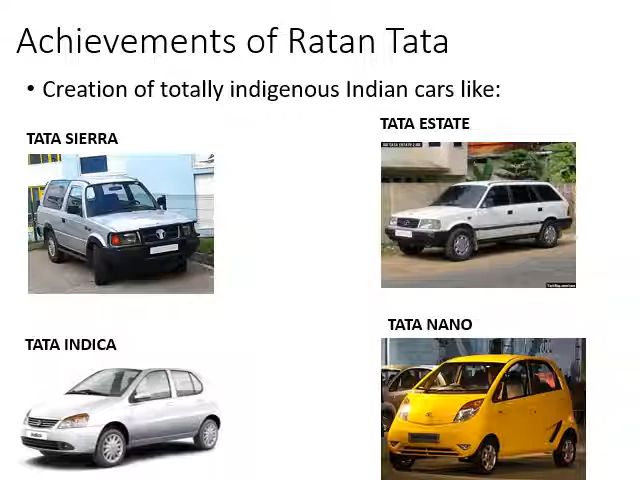 Achievements of Ratan Tata
• Creation of totally indigenous Indian cars like:
TATA SIERRA
TATA ESTATE
TATA INDICA
TATA NANO